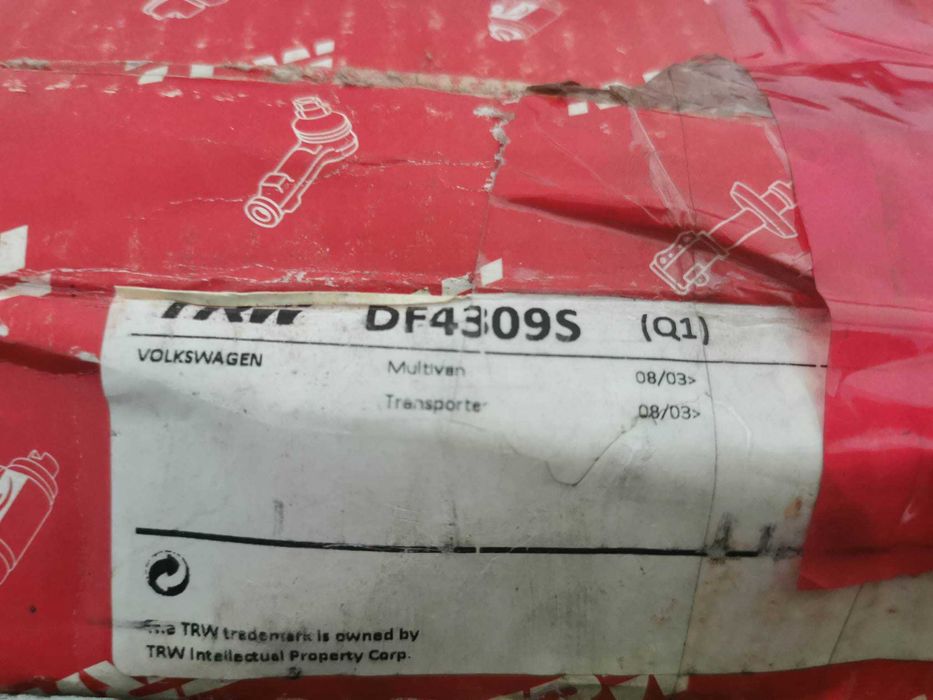 TRW DF4309S (Q1)
VOLKSWAGEN Multivan 08/03>
Transporter 08/03>
The TRW trademark is owned by
TRW Intellectual Property Corp.